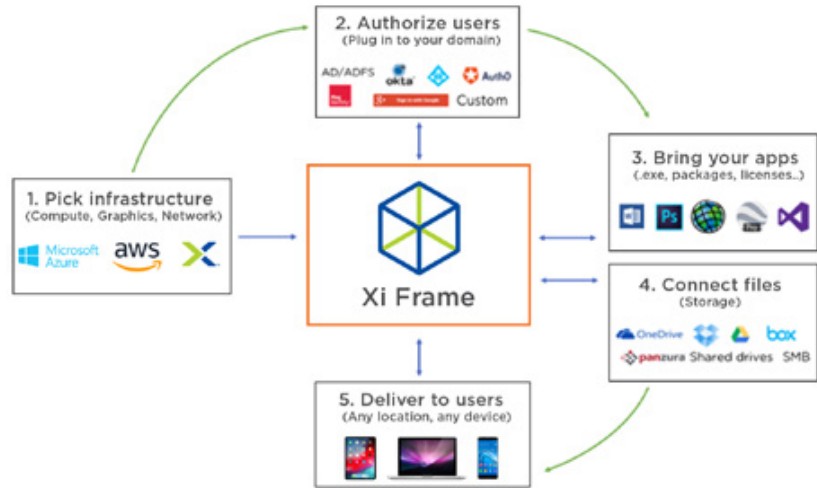 2. Authorize users
(Plug in to your domain)
AD/ADFS
okta
Auth0
Sign in with Google
Custom
1. Pick infrastructure
(Compute, Graphics, Network)
Microsoft
Azure
aws
Xi Frame
3. Bring your apps
(.exe, packages, licenses..)
Ps
4. Connect files
(Storage)
OneDrive
box
panzura Shared drives SMB
5. Deliver to users
(Any location, any device)